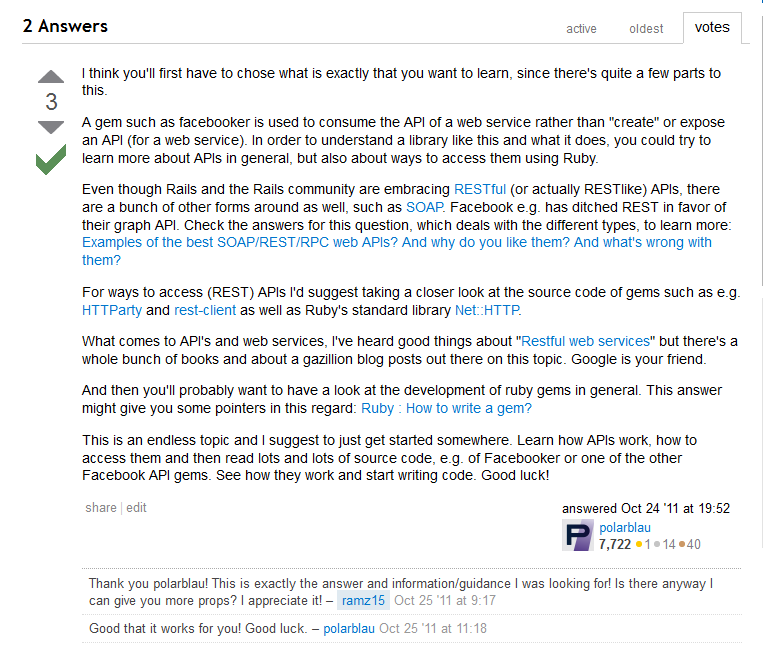 2 Answers
active oldest votes
I think you'll first have to chose what is exactly that you want to learn, since there's quite a few parts to
this.
3
A gem such as facebooker is used to consume the API of a web service rather than "create" or expose
an API (for a web service). In order to understand a library like this and what it does, you could try to
learn more about APIs in general, but also about ways to access them using Ruby.
Even though Rails and the Rails community are embracing RESTful (or actually RESTlike) APIs, there
are a bunch of other forms around as well, such as SOAP. Facebook e.g. has ditched REST in favor of
their graph API. Check the answers for this question, which deals with the different types, to learn more:
Examples of the best SOAP/REST/RPC web APIs? And why do you like them? And what's wrong with
them?
For ways to access (REST) APIs I'd suggest taking a closer look at the source code of gems such as e.g.
HTTParty and rest-client as well as Ruby's standard library Net::HTTP.
What comes to API's and web services, I've heard good things about "Restful web services" but there's a
whole bunch of books and about a gazillion blog posts out there on this topic. Google is your friend.
And then you'll probably want to have a look at the development of ruby gems in general. This answer
might give you some pointers in this regard: Ruby : How to write a gem?
This is an endless topic and I suggest to just get started somewhere. Learn how APIs work, how to
access them and then read lots and lots of source code, e.g. of Facebooker or one of the other
Facebook API gems. See how they work and start writing code. Good luck!
share | edit
answered Oct 24 '11 at 19:52
P
polarblau
7,722 ●1 ●14 ●40
Thank you polarblau! This is exactly the answer and information/guidance I was looking for! Is there anyway I
can give you more props? I appreciate it! – ramz15 Oct 25 '11 at 9:17
Good that it works for you! Good luck. – polarblau Oct 25 '11 at 11:18